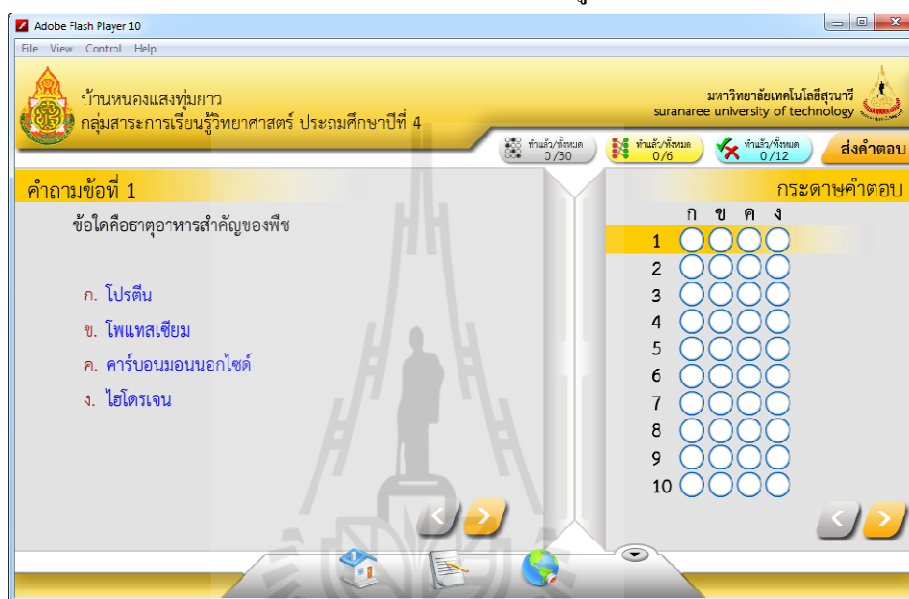 Adobe Flash Player 10
File View Control Help
บ้านหนองแสงทุ่มยาว
กลุ่มสาระการเรียนรู้วิทยาศาสตร์ ประถมศึกษาปีที่ 4
มหาวิทยาลัยเทคโนโลยีสุรนารี
suranaree university of technology
ทำแล้ว/ทั้งหมด
0/30
ทำแล้ว/ทั้งหมด
0/6
ทำแล้ว/ทั้งหมด
0/12
ส่งคำตอบ
คำถามข้อที่ 1
ข้อใดคือธาตุอาหารสำคัญของพืช
ก. โปรตีน
ข. โพแทสเซียม
ค. คาร์บอนมอนนอกไซด์
ง. ไฮโดรเจน
กระดาษคำตอบ
ก ข ค ง
1
2
3
4
5
6
7
8
9
10